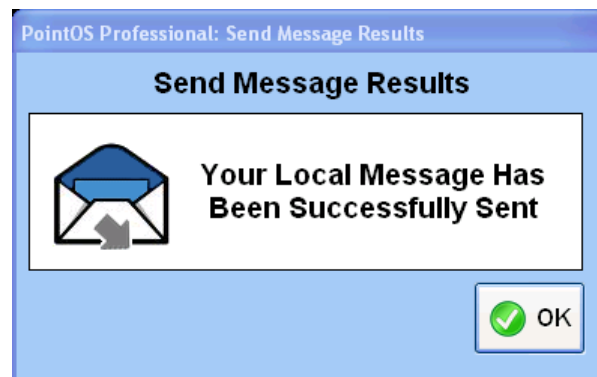 PointOS Professional: Send Message Results
Send Message Results
Your Local Message Has
Been Successfully Sent
OK